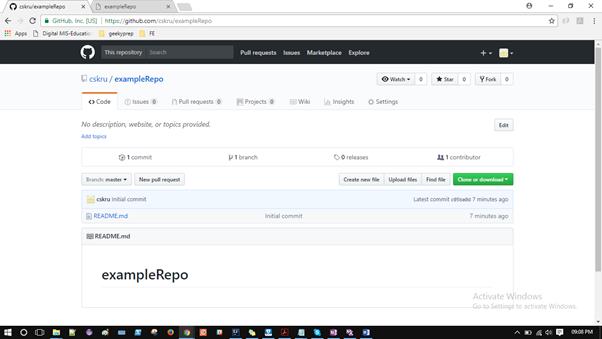 cskru/exampleRepo exampleRepo
GitHub, Inc. [US] https://github.com/cskru/exampleRepo
Apps Digital MIS-Education geekyprep FE
This repository Search Pull requests Issues Marketplace Explore
cskru / exampleRepo Watch 0 Star 0 Fork 0
Code Issues 0 Pull requests 0 Projects 0 Wiki Insights Settings
No description, website, or topics provided. Edit
Add topics
1 commit 1 branch 0 releases 1 contributor
Branch: master New pull request Create new file Upload files Find file Clone or download
cskru Initial commit Latest commit 7 minutes ago
README.md Initial commit 7 minutes ago
README.md
exampleRepo
Activate Windows
Go to Settings to activate Windows.
09:08 PM